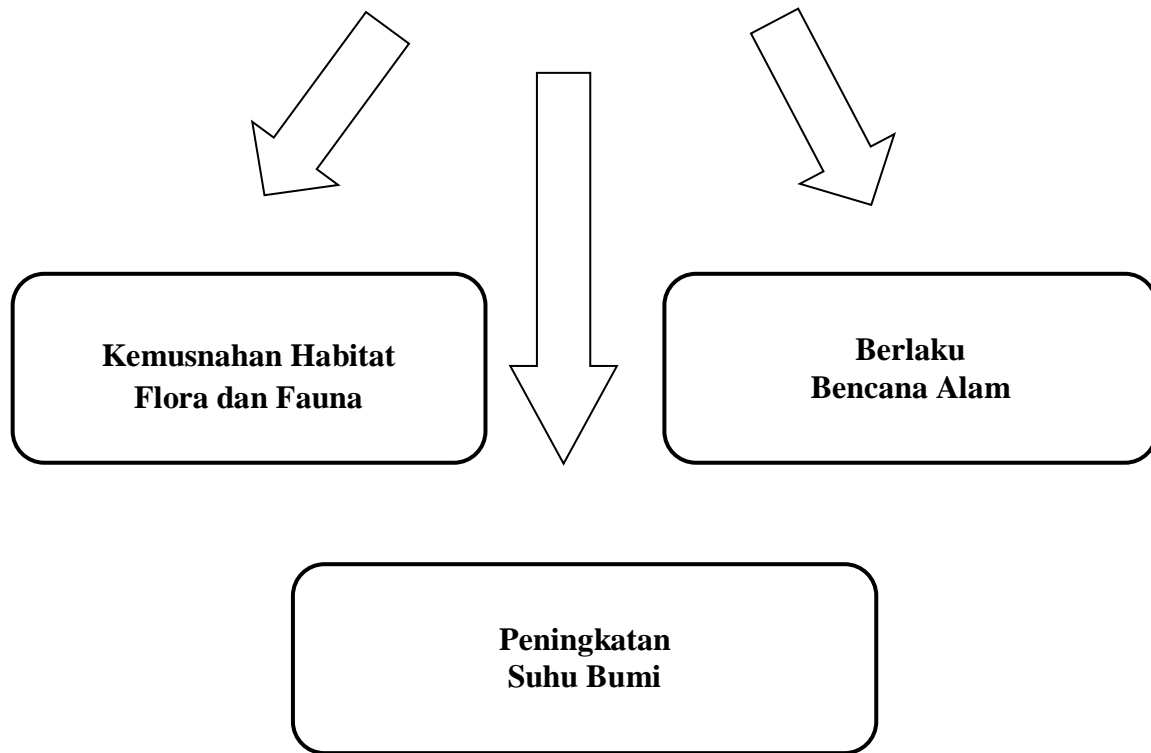 Kemusnahan Habitat
Flora dan Fauna
Berlaku
Bencana Alam
Peningkatan
Suhu Bumi